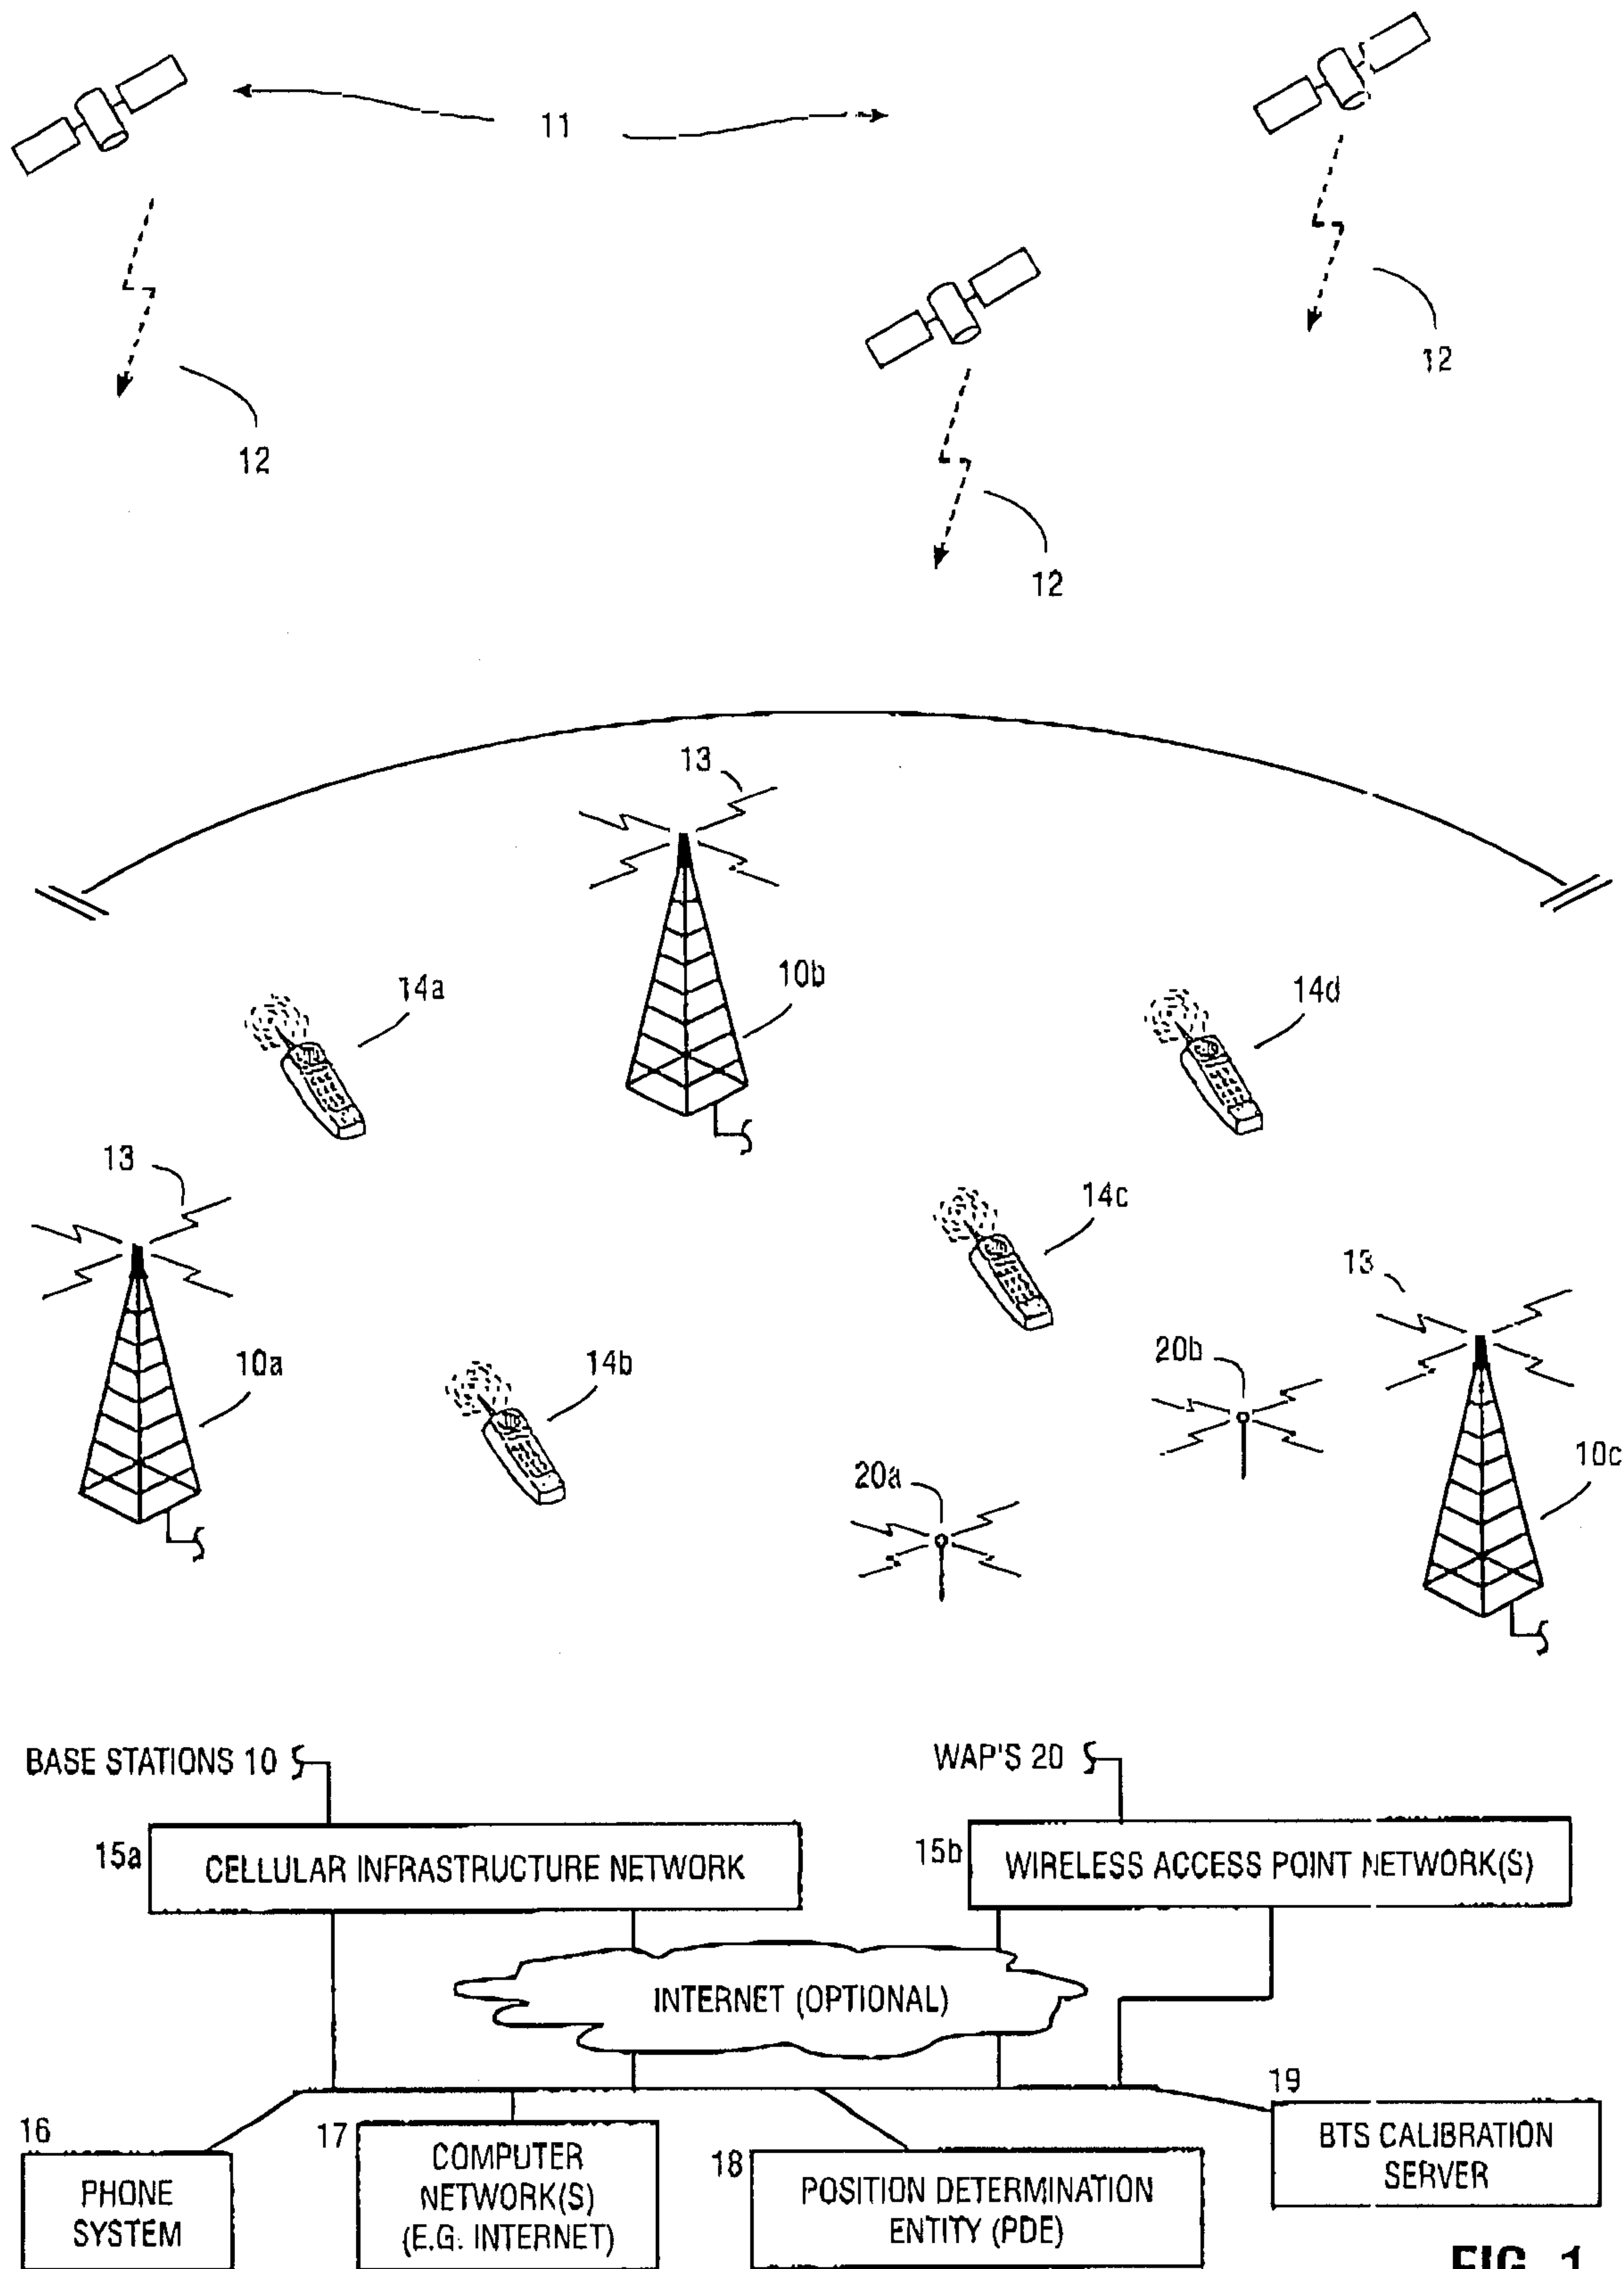 11
12
12
12
13
10b
14a
14d
13
14c
13
10a
14b
20b
10c
20a
BASE STATIONS 10
WAP'S 20
15a
CELLULAR INFRASTRUCTURE NETWORK
15b
WIRELESS ACCESS POINT NETWORK(S)
INTERNET (OPTIONAL)
16
PHONE
SYSTEM
17
COMPUTER
NETWORK(S)
(E.G. INTERNET)
18
POSITION DETERMINATION
ENTITY (PDE)
19
BTS CALIBRATION
SERVER
FIG. 1